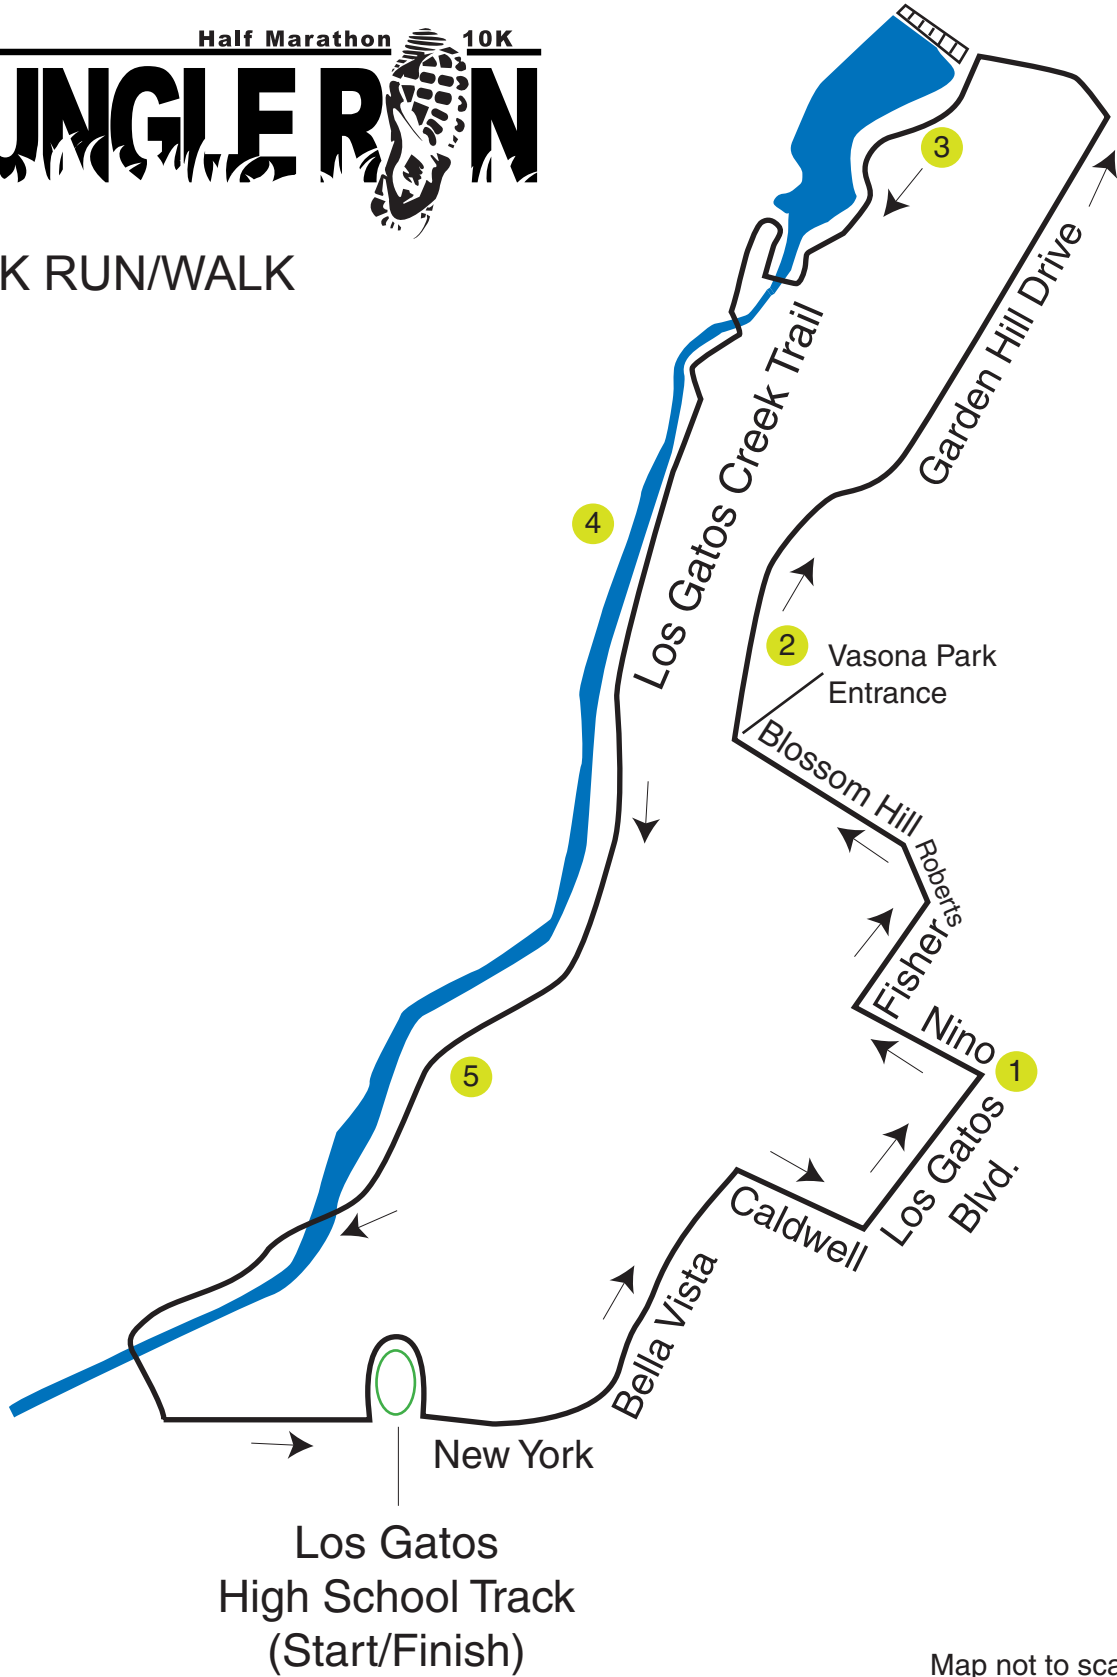 Half Marathon 10K
UNGLE RUN
K RUN/WALK
3
Garden Hill Drive
Los Gatos Creek Trail
4
2
Vasona Park
Entrance
Blossom Hill
Roberts
Fisher
Nino
1
5
Los Gatos
Blvd.
Caldwell
Bella Vista
New York
Los Gatos
High School Track
(Start/Finish)
Map not to sca